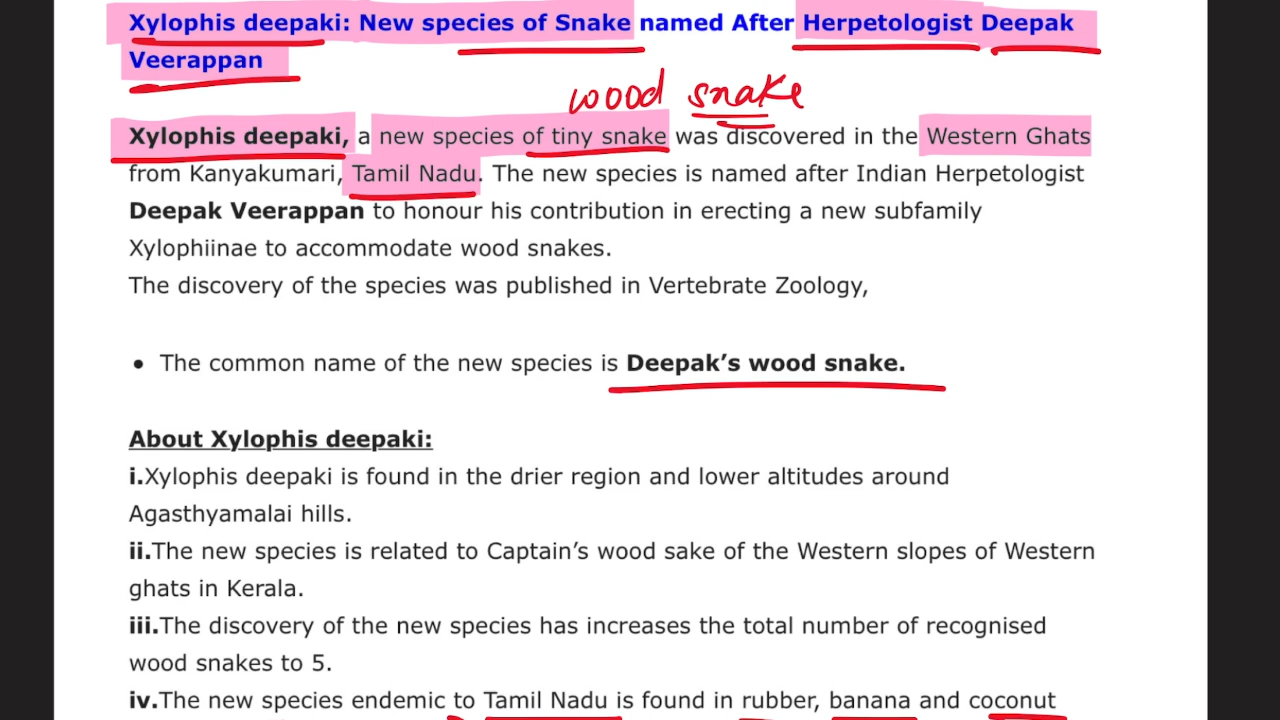 Xylophis deepaki: New species of Snake named After Herpetologist Deepak
Veerappan
wood snake
Xylophis deepaki, a new species of tiny snake was discovered in the Western Ghats
from Kanyakumari, Tamil Nadu. The new species is named after Indian Herpetologist
Deepak Veerappan to honour his contribution in erecting a new subfamily
Xylophiinae to accommodate wood snakes.
The discovery of the species was published in Vertebrate Zoology,
• The common name of the new species is Deepak’s wood snake.
About Xylophis deepaki:
i.Xylophis deepaki is found in the drier region and lower altitudes around
Agasthyamalai hills.
ii.The new species is related to Captain’s wood sake of the Western slopes of Western
ghats in Kerala.
iii.The discovery of the new species has increases the total number of recognised
wood snakes to 5.
iv.The new species endemic to Tamil Nadu is found in rubber, banana and coconut